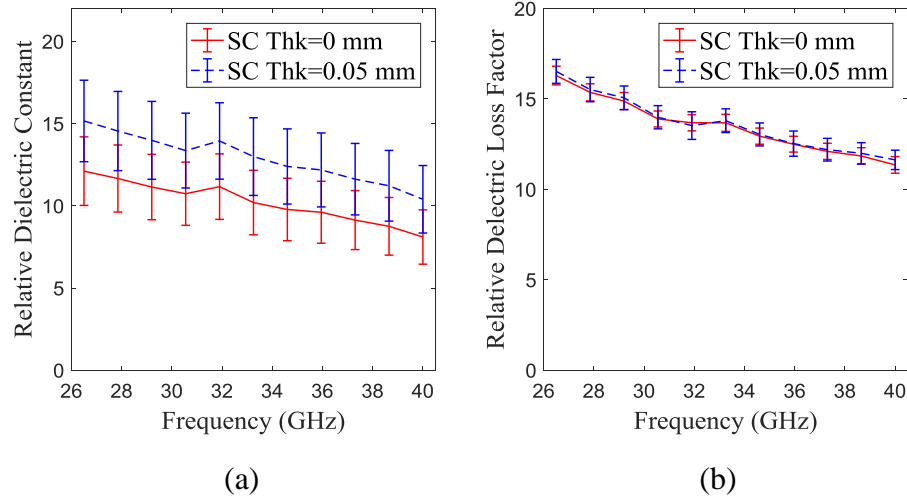 20
15
10
5
0
Relative Dielectric Constant
SC Thk=0 mm
SC Thk=0.05 mm
26 28 30 32 34 36 38 40
Frequency (GHz)
(a)
20
15
10
5
0
Relative Delectric Loss Factor
SC Thk=0 mm
SC Thk=0.05 mm
26 28 30 32 34 36 38 40
Frequency (GHz)
(b)